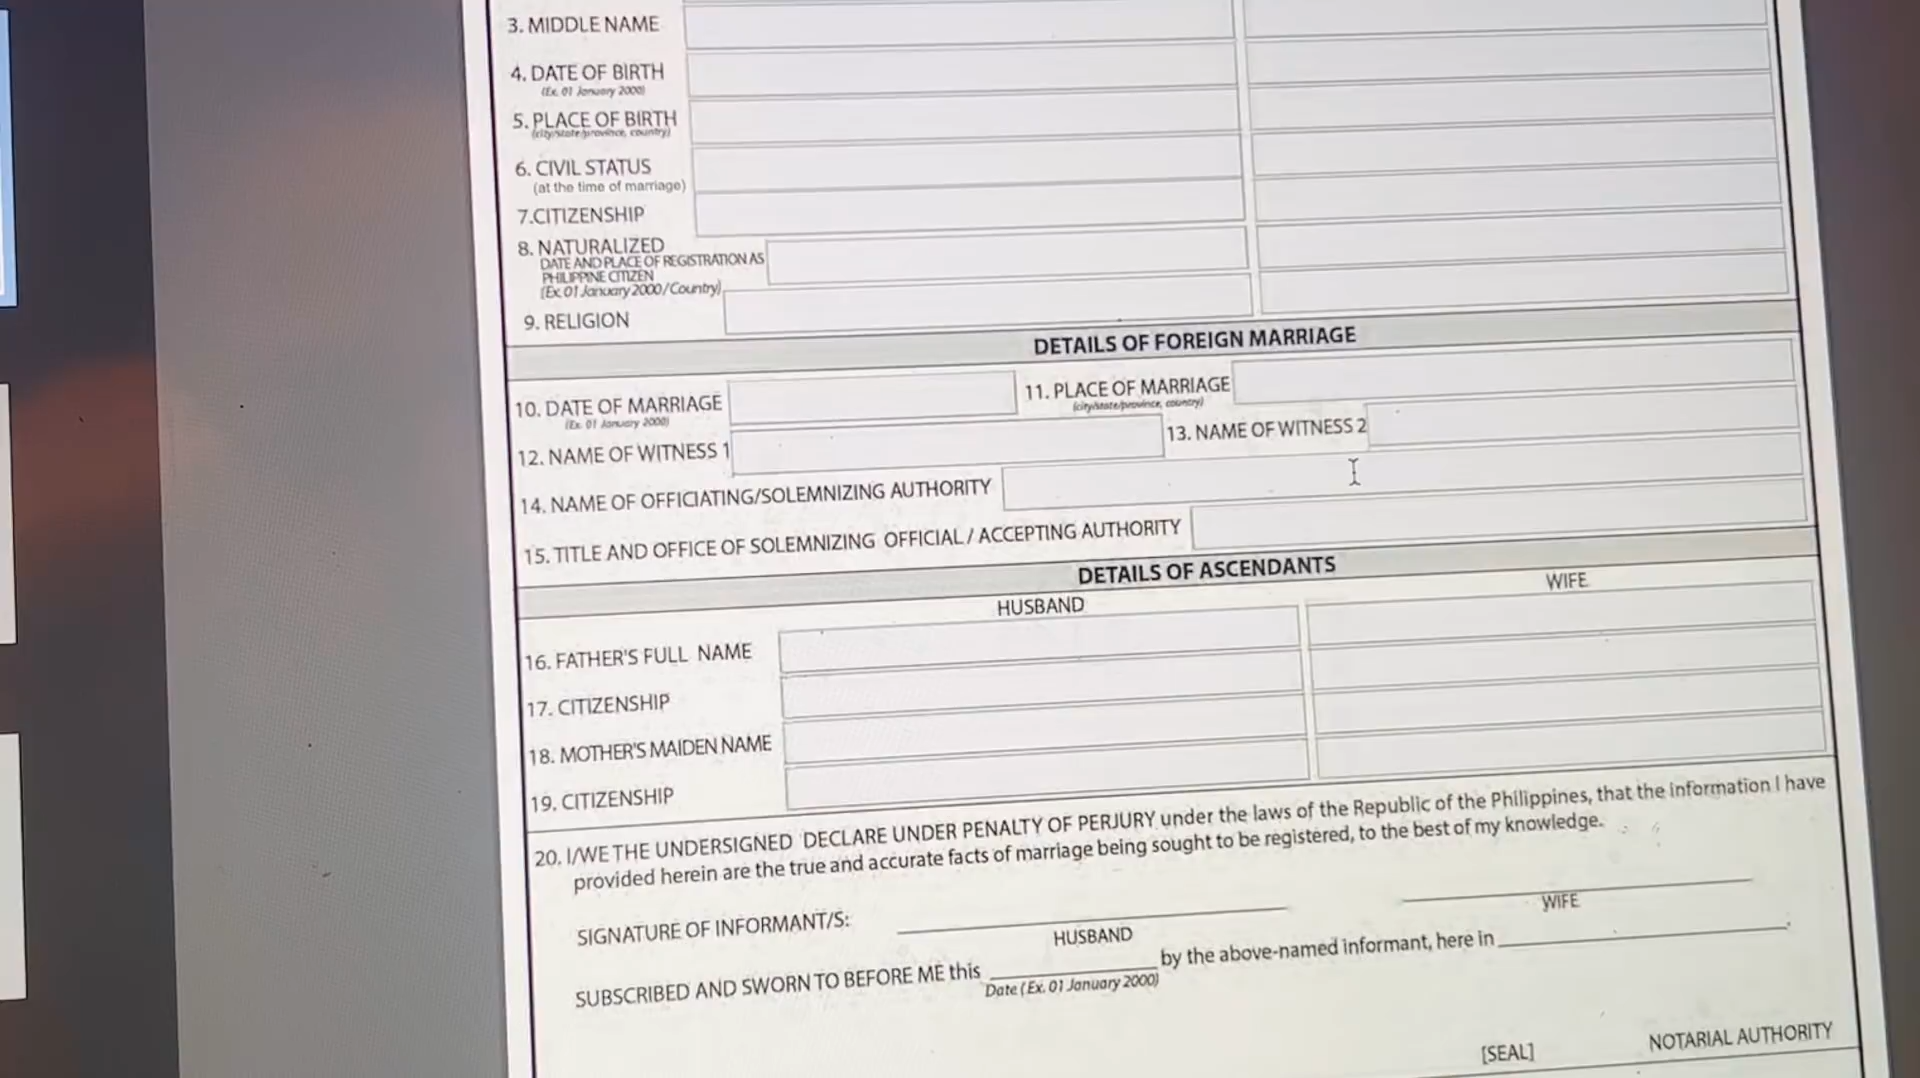 3. MIDDLE NAME
4. DATE OF BIRTH
(Ex. 01 January 2000)
5. PLACE OF BIRTH
(city/state/province, country)
6. CIVIL STATUS
(at the time of marriage)
7.CITIZENSHIP
8. NATURALIZED
DATE AND PLACE OF REGISTRATION AS
PHILIPPINE CITIZEN
(Ex. 01 January 2000/Country)
9. RELIGION
DETAILS OF FOREIGN MARRIAGE
10. DATE OF MARRIAGE
(Ex. 01 January 2000)
11. PLACE OF MARRIAGE
(city/state/province, country)
12. NAME OF WITNESS 1
13. NAME OF WITNESS 2
14. NAME OF OFFICIATING/SOLEMNIZING AUTHORITY
15. TITLE AND OFFICE OF SOLEMNIZING OFFICIAL / ACCEPTING AUTHORITY
DETAILS OF ASCENDANTS
HUSBAND WIFE
16. FATHER'S FULL NAME
17. CITIZENSHIP
18. MOTHER'S MAIDEN NAME
19. CITIZENSHIP
20. I/WE THE UNDERSIGNED DECLARE UNDER PENALTY OF PERJURY under the laws of the Republic of the Philippines, that the information I have
provided herein are the true and accurate facts of marriage being sought to be registered, to the best of my knowledge.
SIGNATURE OF INFORMANT/S:
HUSBAND WIFE
SUBSCRIBED AND SWORN TO BEFORE ME this by the above-named informant, here in
Date (Ex. 01 January 2000)
[SEAL] NOTARIAL AUTHORITY